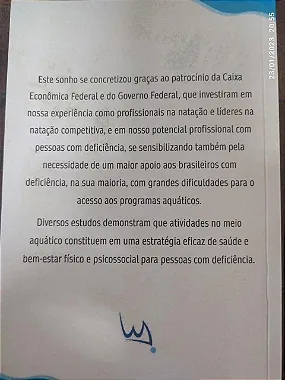 23/01/2023 20:55
Este sonho se concretizou graças ao patrocínio da Caixa
Econômica Federal e do Governo Federal, que investiram em
nossa experiência como profissionais na natação e líderes na
natação competitiva, e em nosso potencial profissional com
pessoas com deficiência, se sensibilizando também pela
necessidade de um maior apoio aos brasileiros com
deficiência, na sua maioria, com grandes dificuldades para o
acesso aos programas aquáticos.
Diversos estudos demonstram que atividades no meio
aquático constituem em uma estratégia eficaz de saúde e
bem-estar físico e psicossocial para pessoas com deficiência.